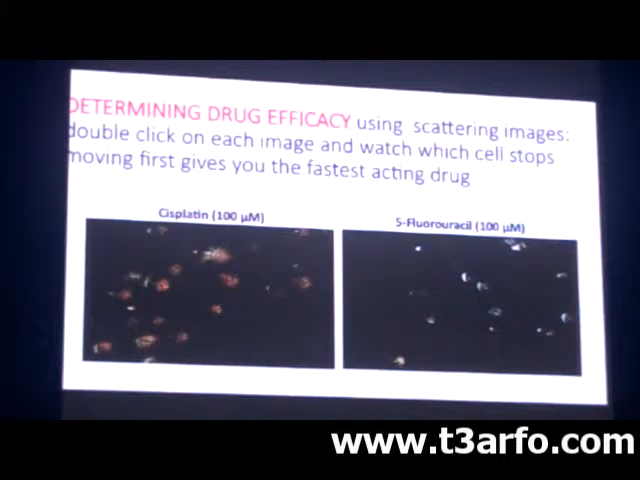 DETERMINING DRUG EFFICACY using scattering images:
double click on each image and watch which cell stops
moving first gives you the fastest acting drug
Cisplatin (100 µM)
5-Fluorouracil (100 µM)
www.t3arfo.com